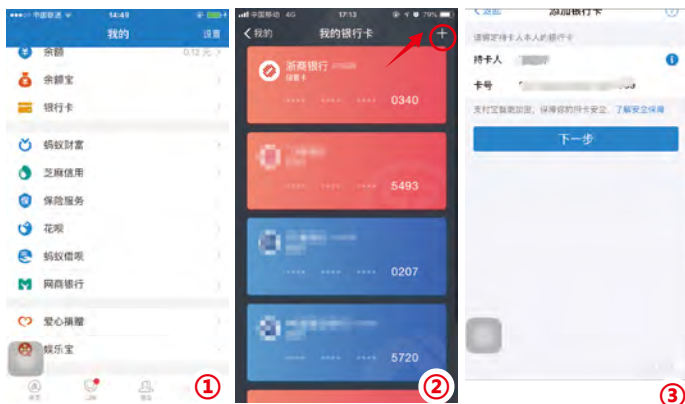 中国联通
14:49
我的
设置
余额
0.12 元
余额宝
银行卡
蚂蚁财富
芝麻信用
保险服务
花呗
蚂蚁借呗
网商银行
爱心捐赠
娱乐宝
①
中国移动 4G
17:13
79%
我的
我的银行卡
+
浙商银行
储蓄卡
**** **** **** 0340
**** **** **** 5493
**** **** **** 0207
**** **** **** 5720
②
添加银行卡
请绑定持卡人本人的银行卡
持卡人
卡号
支付宝智能加密，保障你的用卡安全，了解安全保障
下一步
③